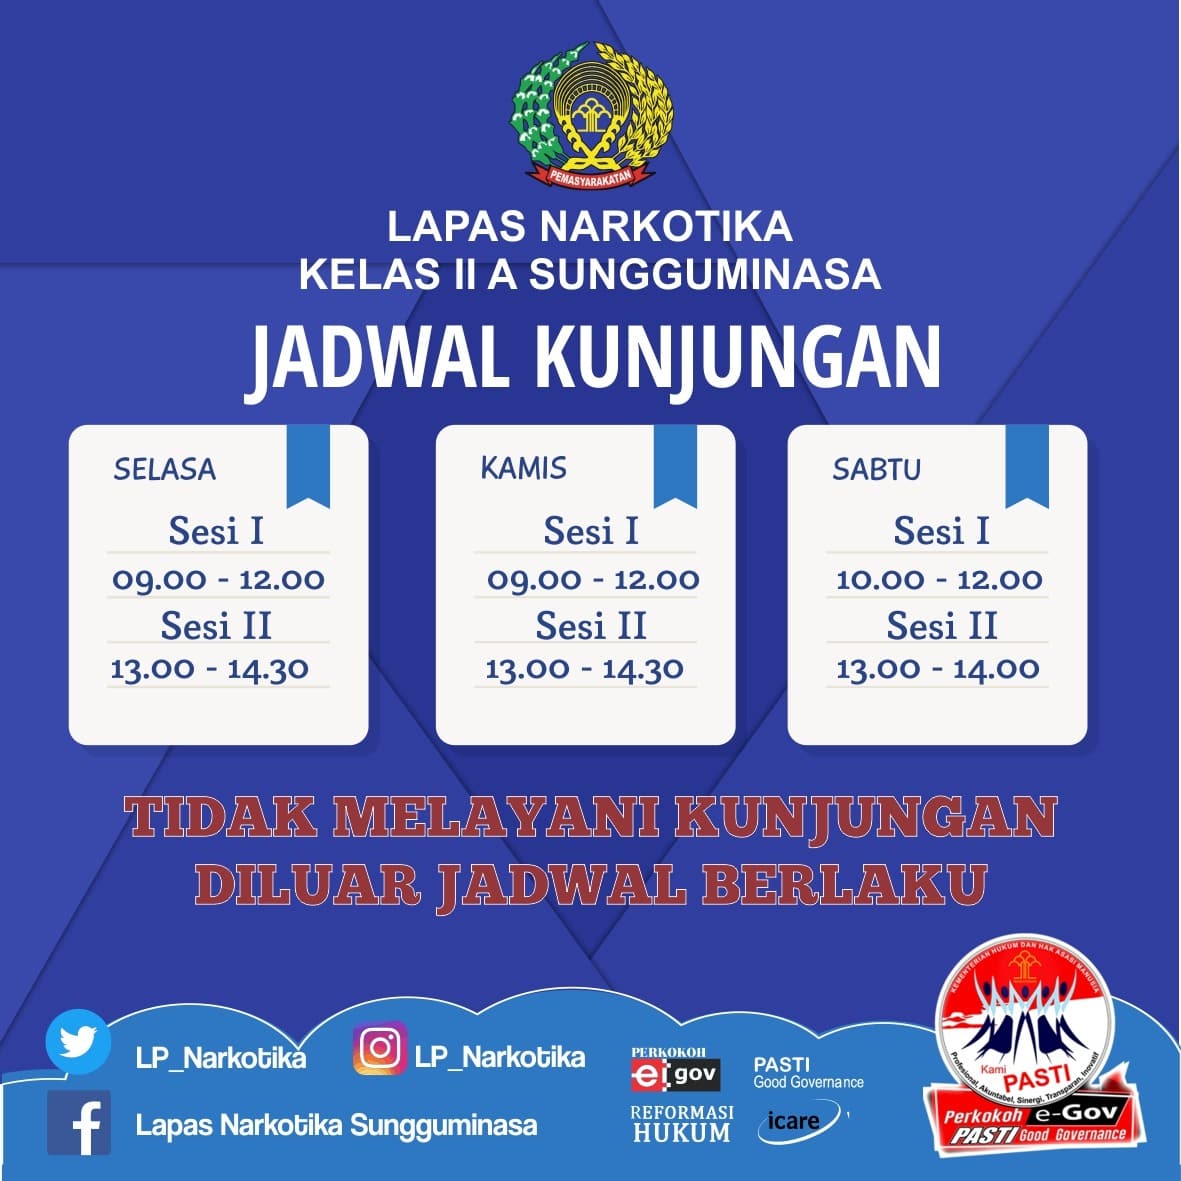 PEMASYARAKATAN
LAPAS NARKOTIKA
KELAS II A SUNGGUMINASA
JADWAL KUNJUNGAN
SELASA
Sesi I
09.00 - 12.00
Sesi II
13.00 - 14.30
KAMIS
Sesi I
09.00 - 12.00
Sesi II
13.00 - 14.30
SABTU
Sesi I
10.00 - 12.00
Sesi II
13.00 - 14.00
TIDAK MELAYANI KUNJUNGAN
DILUAR JADWAL BERLAKU
LP_Narkotika
LP_Narkotika
Lapas Narkotika Sungguminasa
PERKOKOH
e-gov
PASTI
Good Governance
REFORMASI
HUKUM
icare
KEMENTERIAN HUKUM DAN HAK ASASI MANUSIA
Kami
PASTI
Profesional, Akuntabel, Sinergi, Transparan, Inovatif
Perkokoh e-Gov
PASTI Good Governance